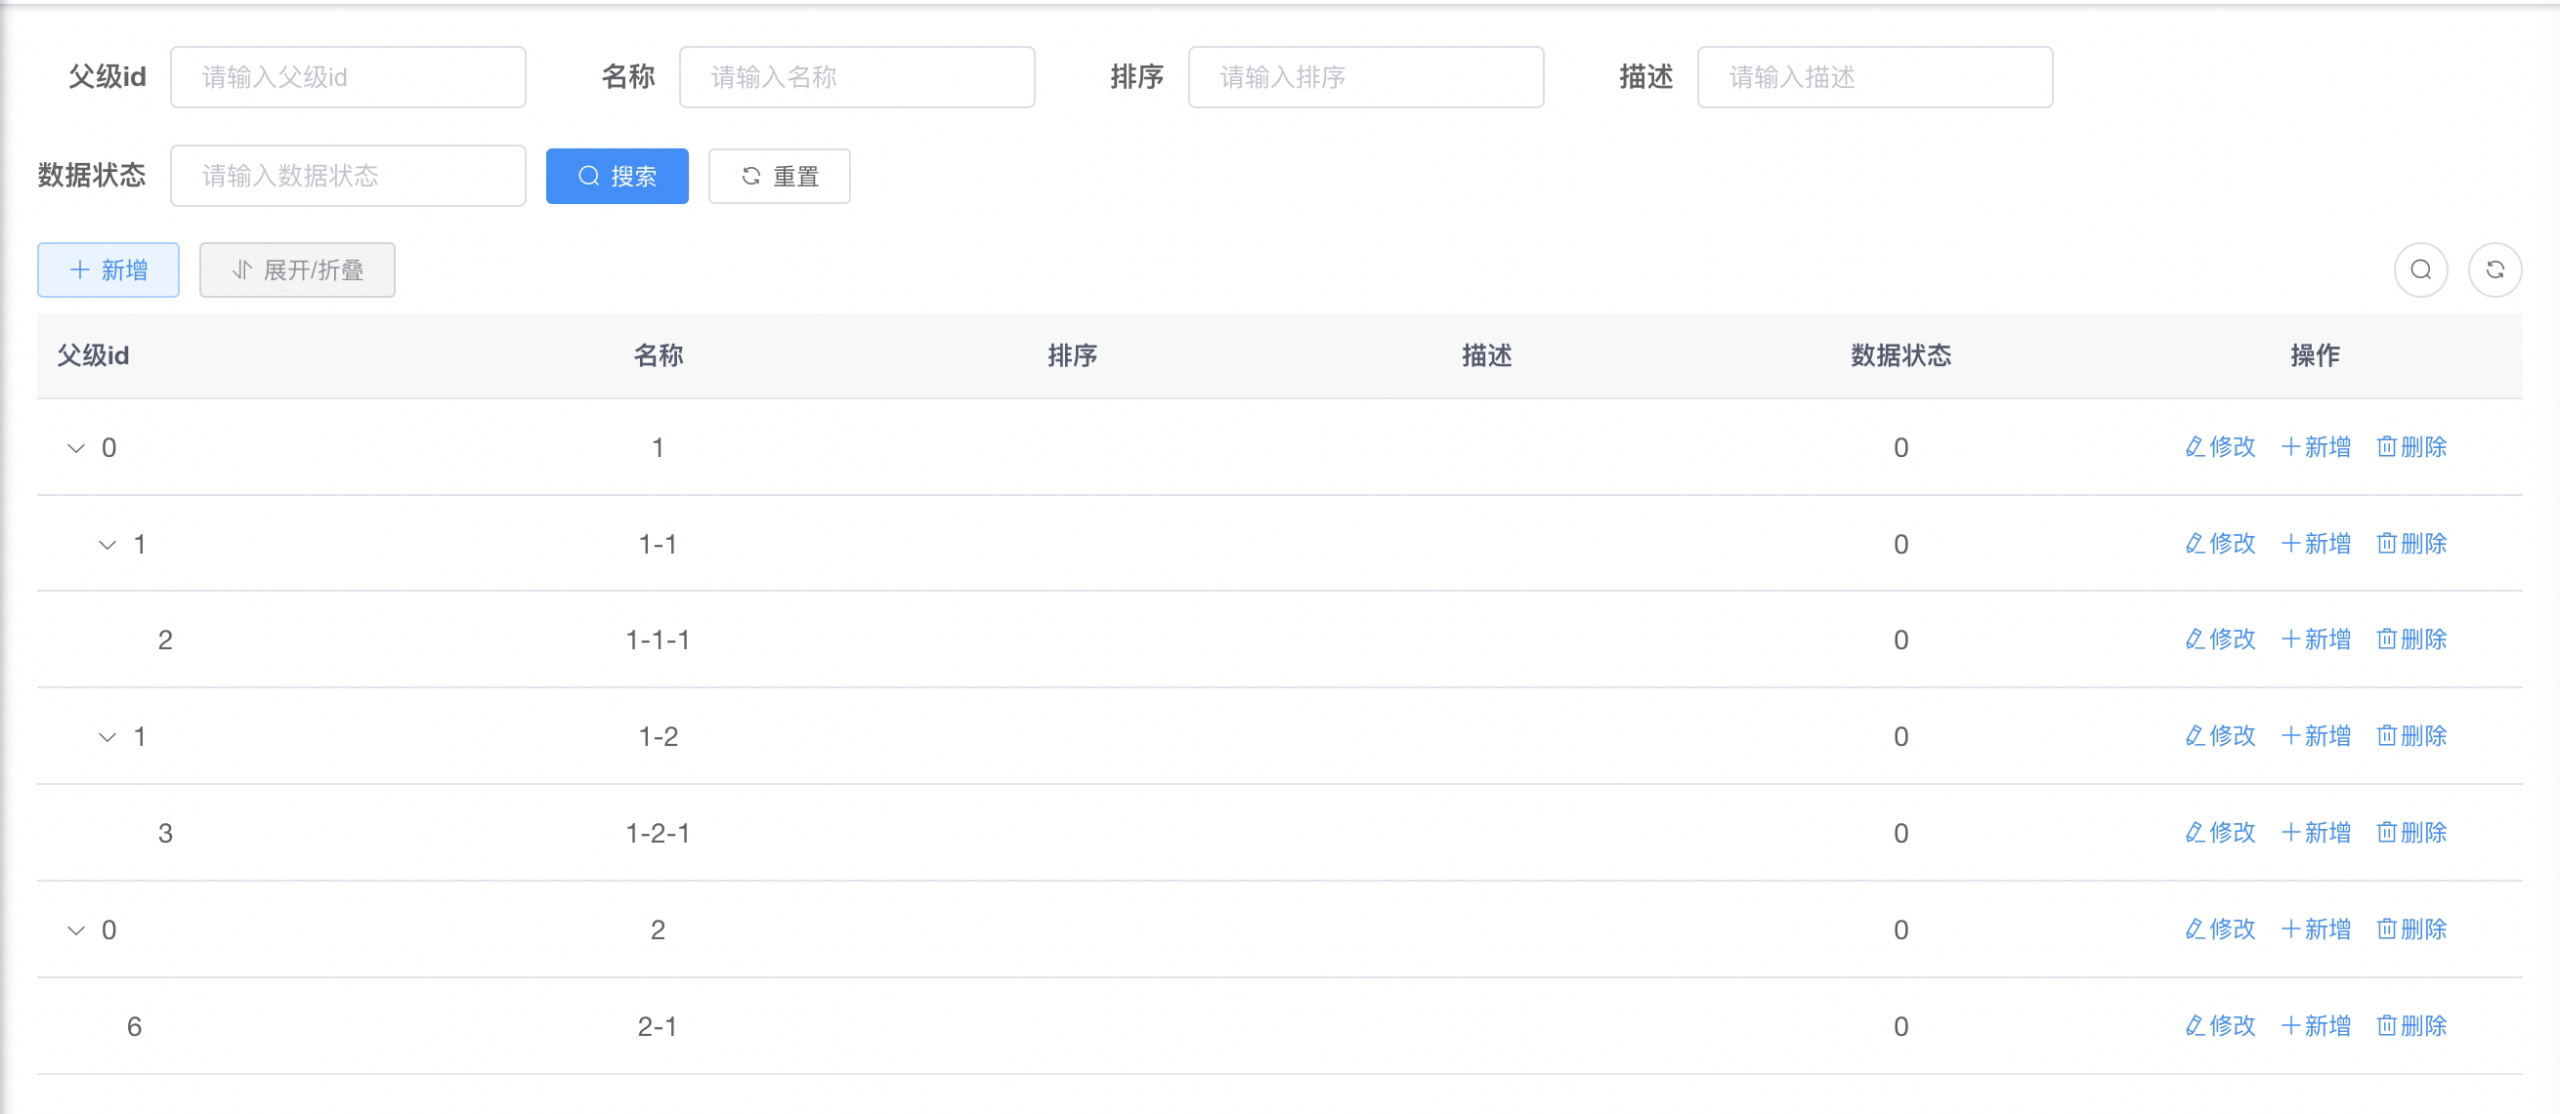 父级id 请输入父级id 名称 请输入名称 排序 请输入排序 描述 请输入描述
数据状态 请输入数据状态 搜索 重置
新增 展开/折叠
父级id 名称 排序 描述 数据状态 操作
0 1 0 修改 新增 删除
1 1-1 0 修改 新增 删除
2 1-1-1 0 修改 新增 删除
1 1-2 0 修改 新增 删除
3 1-2-1 0 修改 新增 删除
0 2 0 修改 新增 删除
6 2-1 0 修改 新增 删除